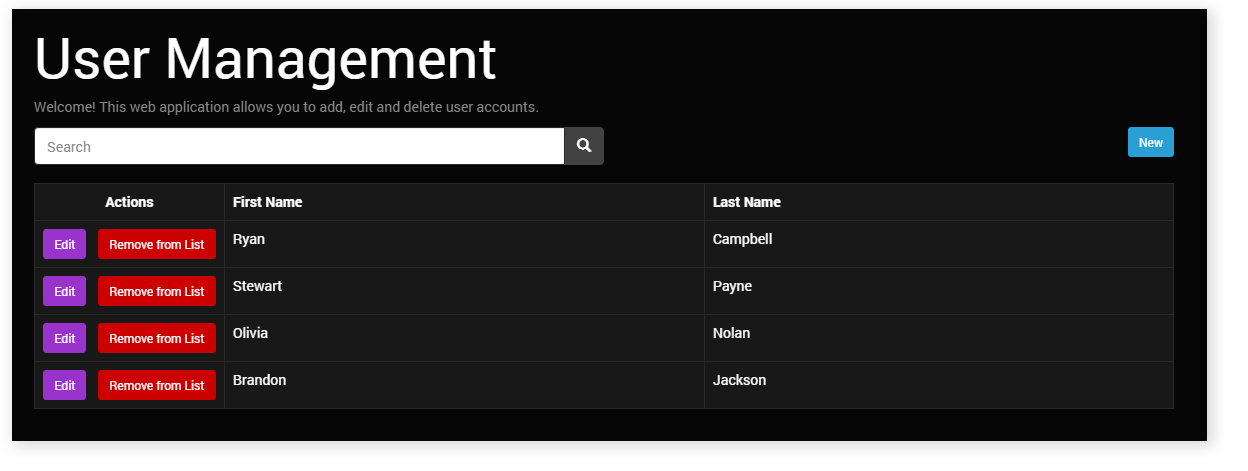 User Management
Welcome! This web application allows you to add, edit and delete user accounts.
Search New
Actions First Name Last Name
Edit Remove from List Ryan Campbell
Edit Remove from List Stewart Payne
Edit Remove from List Olivia Nolan
Edit Remove from List Brandon Jackson